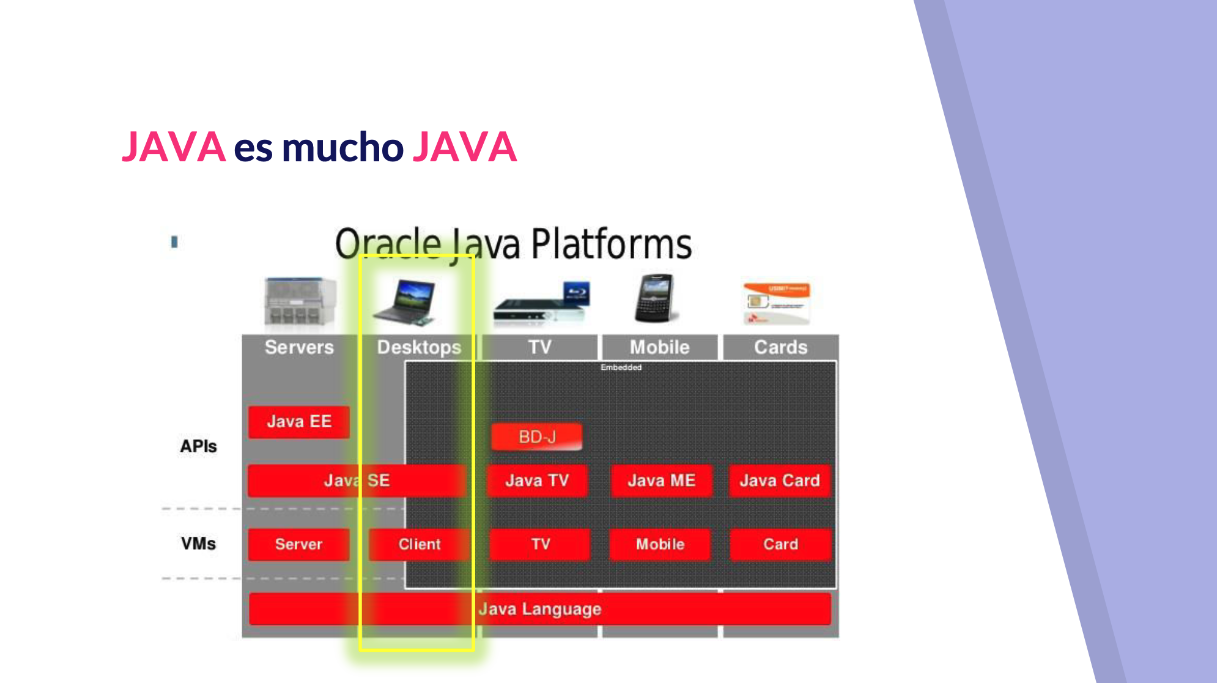 JAVA es mucho JAVA
Oracle Java Platforms
Servers Desktops TV Mobile Cards
Embedded
Java EE
BD-J
APIs
Java SE Java TV Java ME Java Card
VMs Server Client TV Mobile Card
Java Language